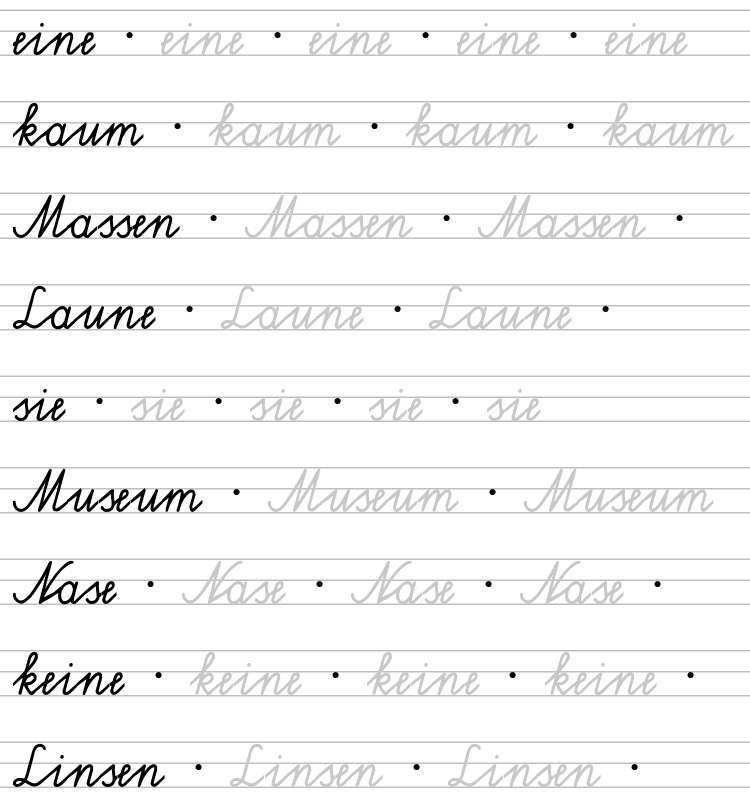 eine · eine · eine · eine · eine
kaum · kaum · kaum · kaum
Massen · Massen · Massen ·
Laune · Laune · Laune ·
sie · sie · sie · sie · sie
Museum · Museum · Museum
Nase · Nase · Nase · Nase ·
keine · keine · keine · keine ·
Linsen · Linsen · Linsen ·